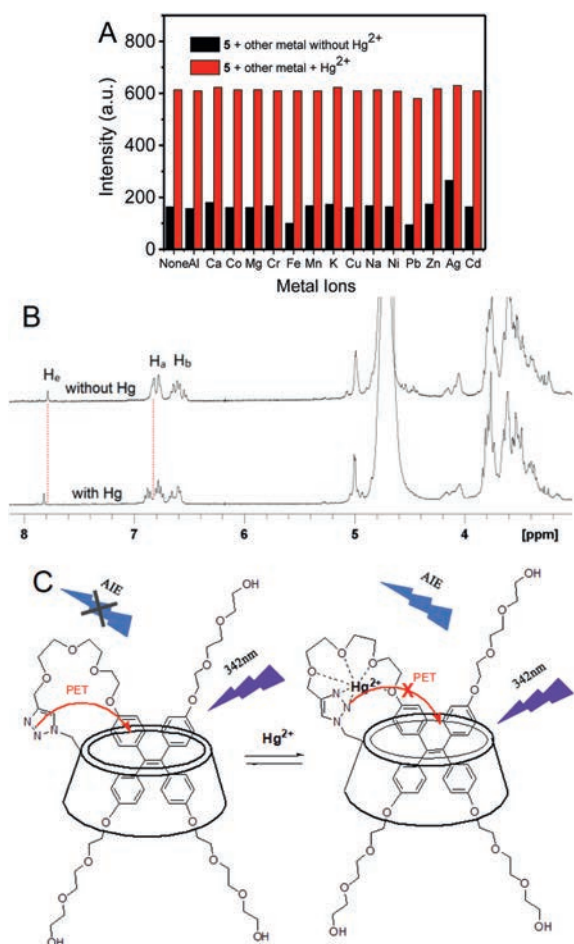 A
5 + other metal without Hg2+
5 + other metal + Hg2+
Intensity (a.u.)
800
600
400
200
0
None Al Ca Co Mg Cr Fe Mn K Cu Na Ni Pb Zn Ag Cd
Metal Ions
B
He
Ha
Hb
without Hg
with Hg
8 7 6 5 4 [ppm]
C
AIE
OH
O
O
O
O
O
O
PET
O
O
342nm
N
N
N
O
O
O
O
O
O
OH
HO
Hg2+
AIE
OH
O
O
O
O
O
O
Hg2+
PET
X
O
O
342nm
N
N
N
O
O
O
O
O
O
OH
HO